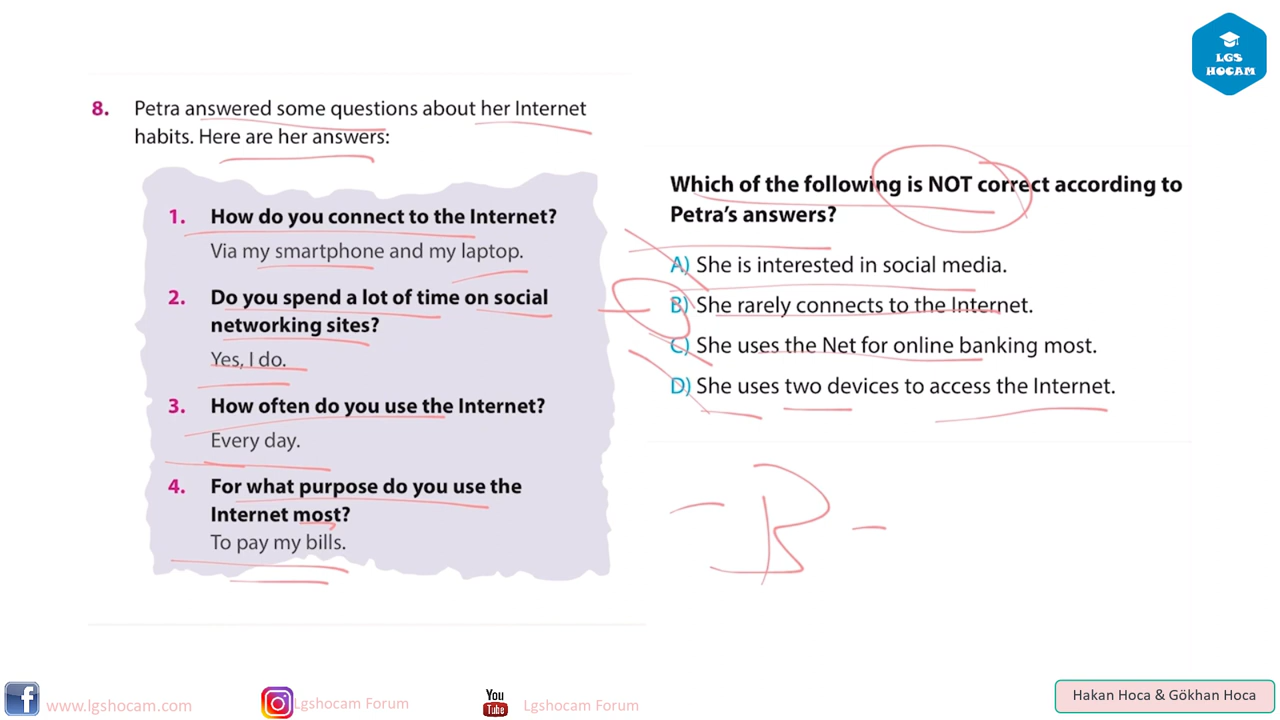 LGS
HOCAM
8. Petra answered some questions about her Internet
habits. Here are her answers:
1. How do you connect to the Internet?
Via my smartphone and my laptop.
2. Do you spend a lot of time on social
networking sites?
Yes, I do.
3. How often do you use the Internet?
Every day.
4. For what purpose do you use the
Internet most?
To pay my bills.
Which of the following is NOT correct according to
Petra's answers?
A) She is interested in social media.
B) She rarely connects to the Internet.
C) She uses the Net for online banking most.
D) She uses two devices to access the Internet.
- B -
www.lgshocam.com
Lgshocam Forum
You
Tube
Lgshocam Forum
Hakan Hoca & Gökhan Hoca